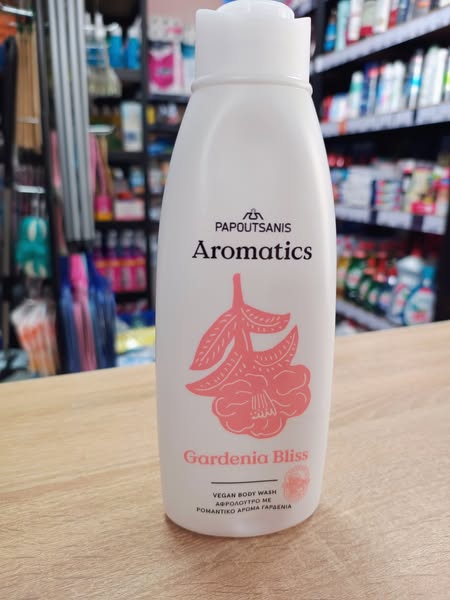 PAPOUTSANIS
Aromatics
Gardenia Bliss
VEGAN BODY WASH
ΑΦΡΟΛΟΥΤΡΟ ΜΕ
ΡΟΜΑΝΤΙΚΟ ΑΡΩΜΑ ΓΑΡΔΕΝΙΑ